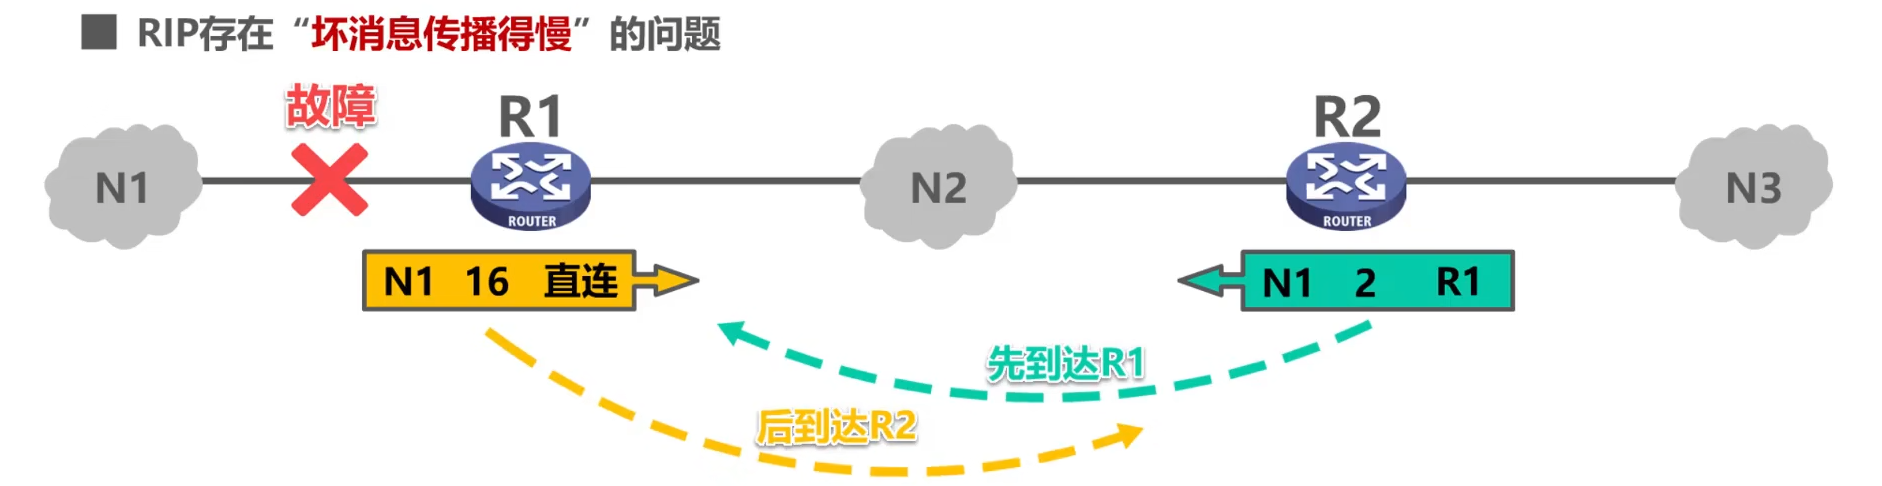 RIP存在“坏消息传播得慢”的问题
故障
R1
R2
N1
N2
N3
ROUTER
ROUTER
N1 16 直连
N1 2 R1
先到达R1
后到达R2